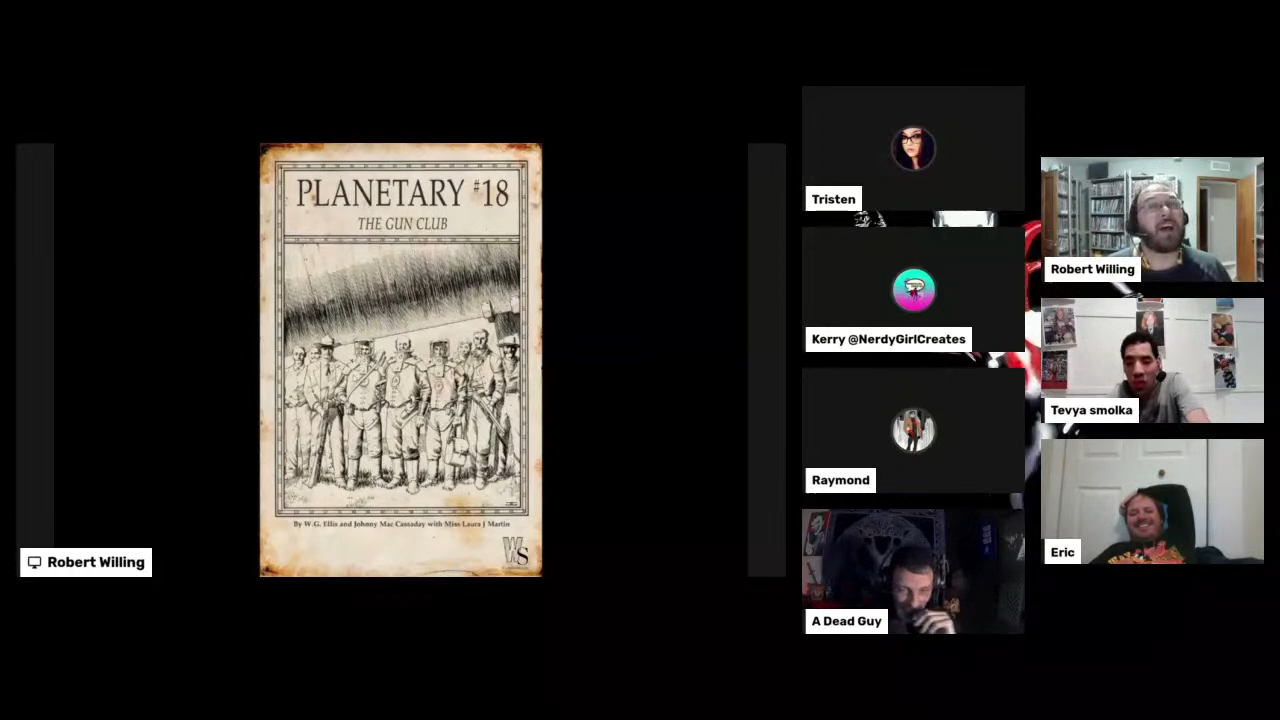 PLANETARY #18
THE GUN CLUB
By W.G. Ellis and Johnny Mac Cassaday with Miss Laura J Martin
WS
Robert Willing
Tristen
Kerry @NerdyGirlCreates
Raymond
A Dead Guy
Robert Willing
Tevya smolka
Eric